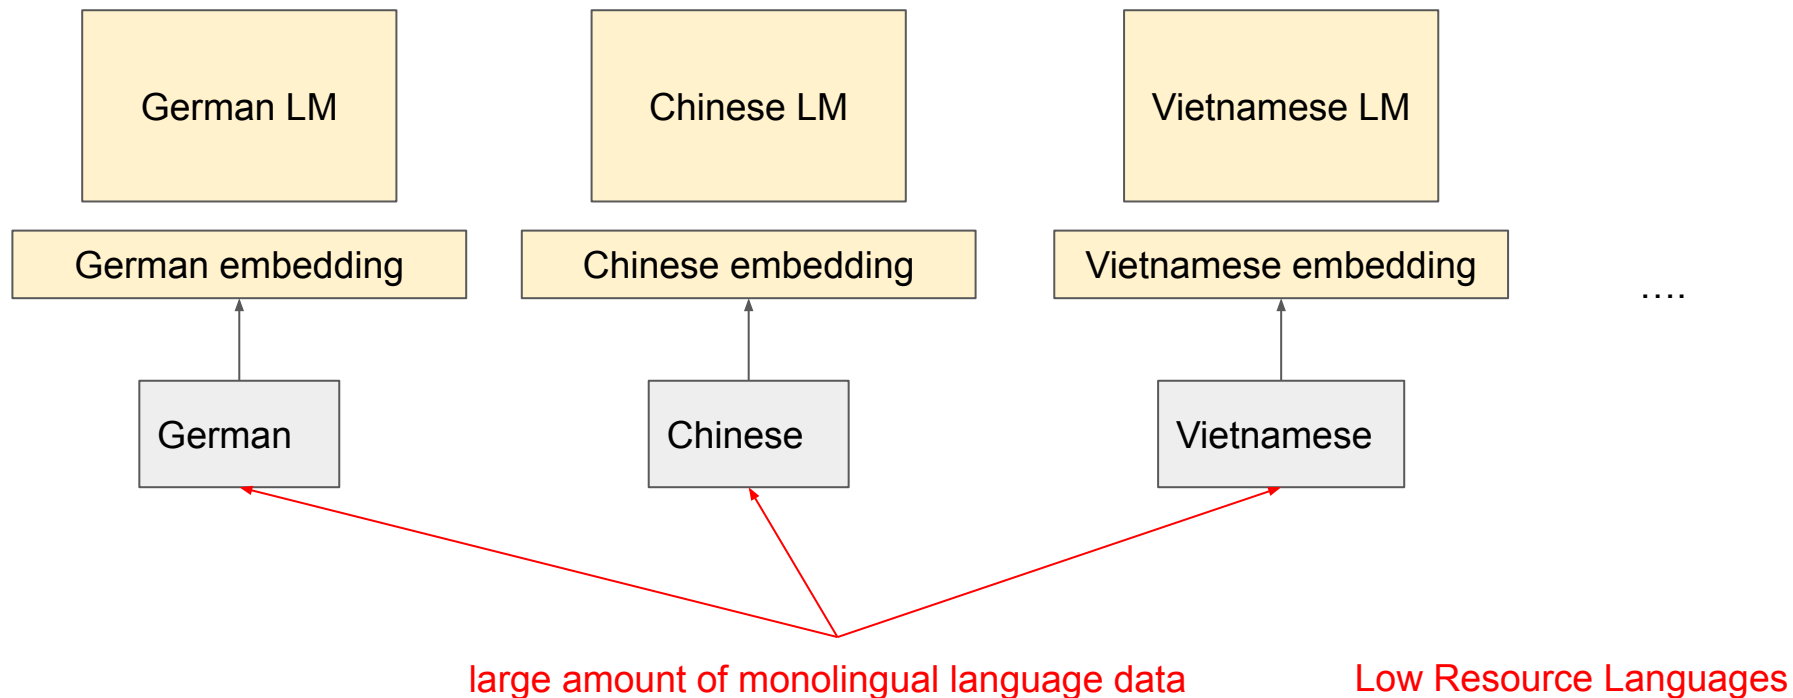 German LM
Chinese LM
Vietnamese LM
German embedding
Chinese embedding
Vietnamese embedding
....
German
Chinese
Vietnamese
large amount of monolingual language data
Low Resource Languages